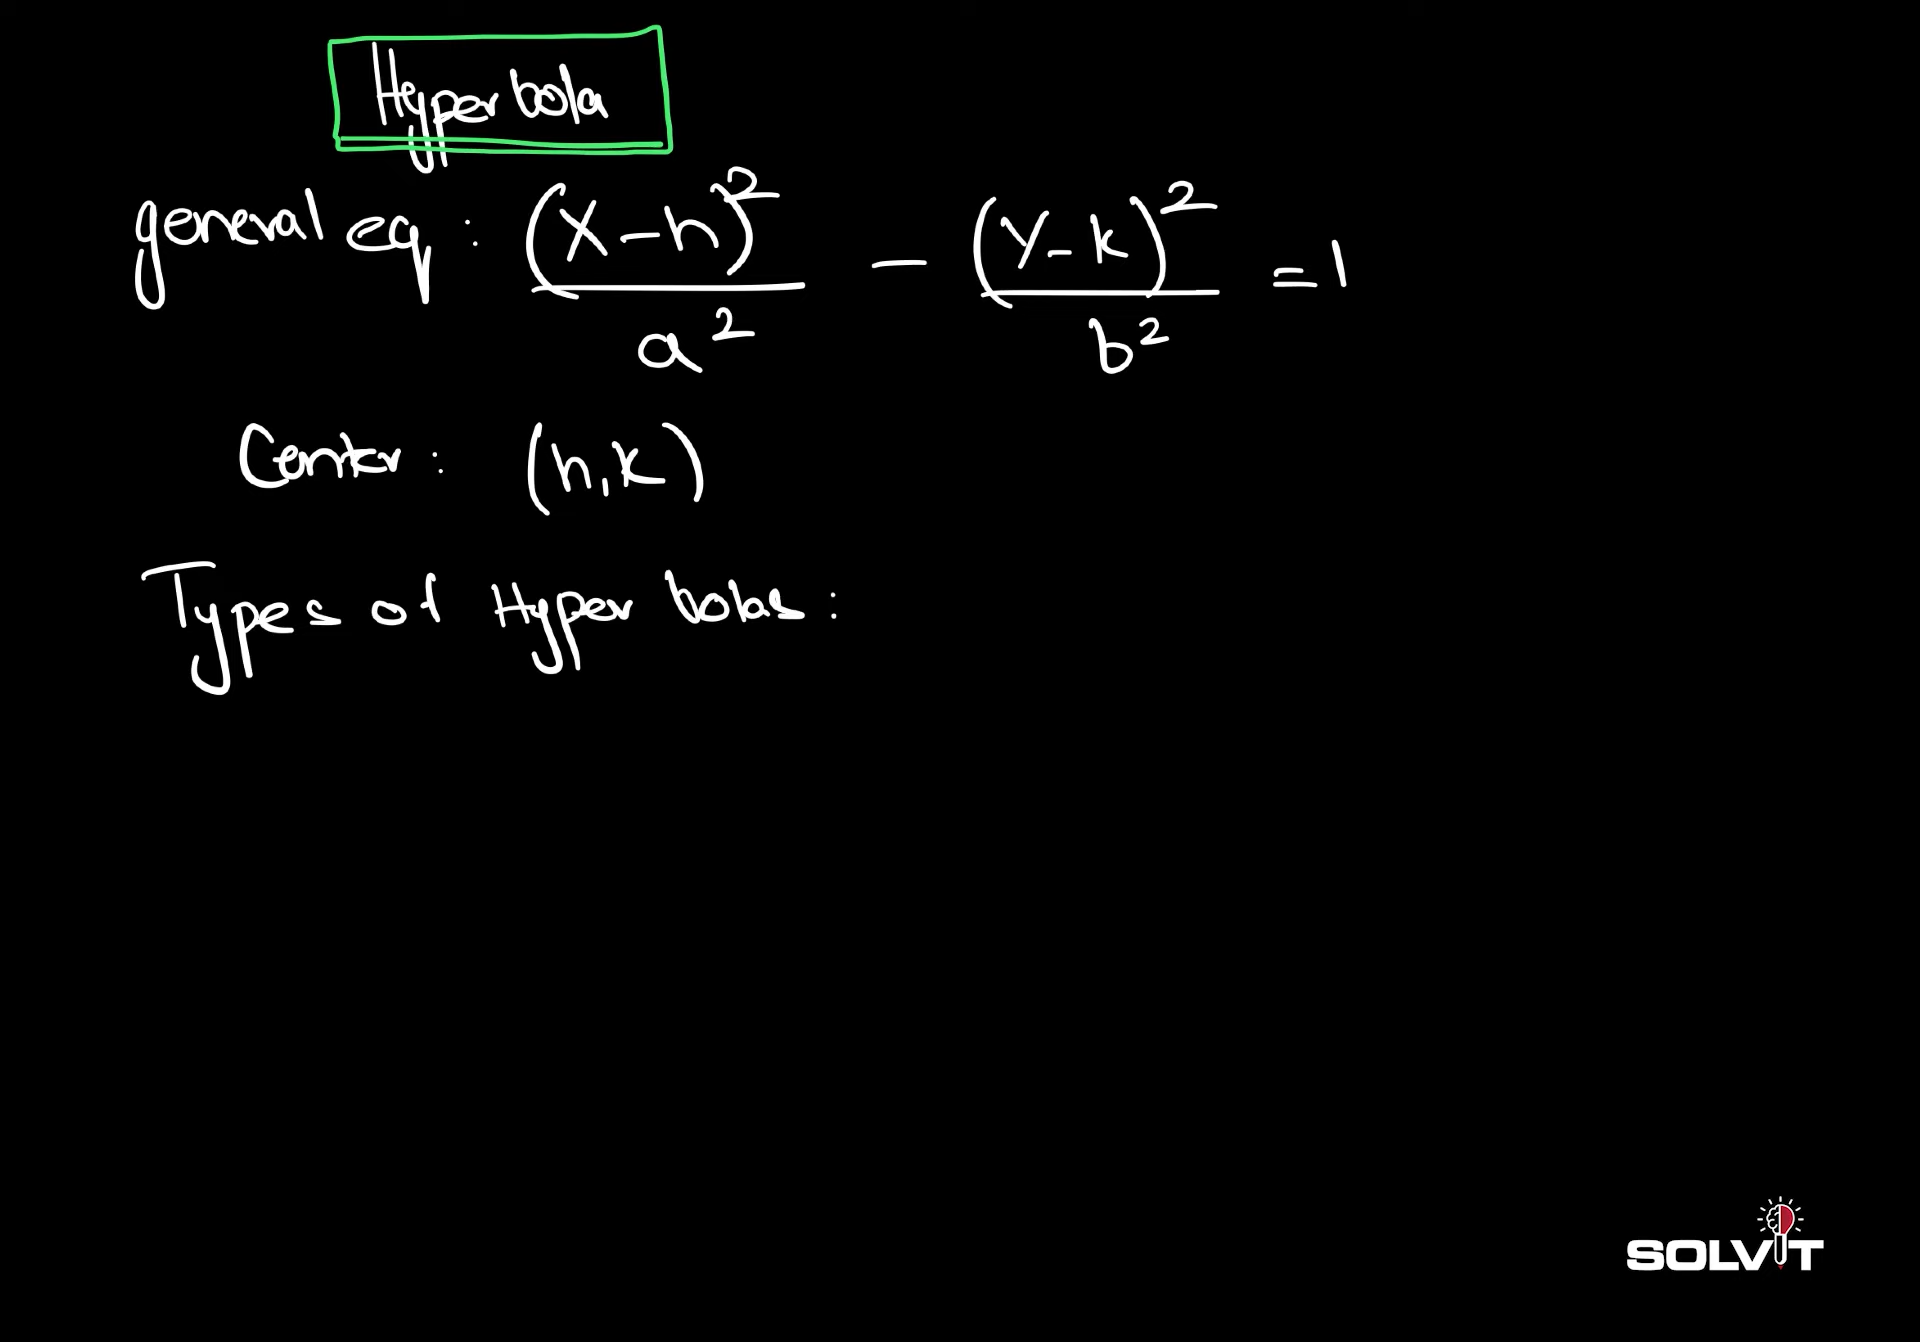 Hyperbola
general eq : (x-h)²/a² - (y-k)²/b² = 1
Center : (h,k)
Types of Hyperbolas :
SOLVIT